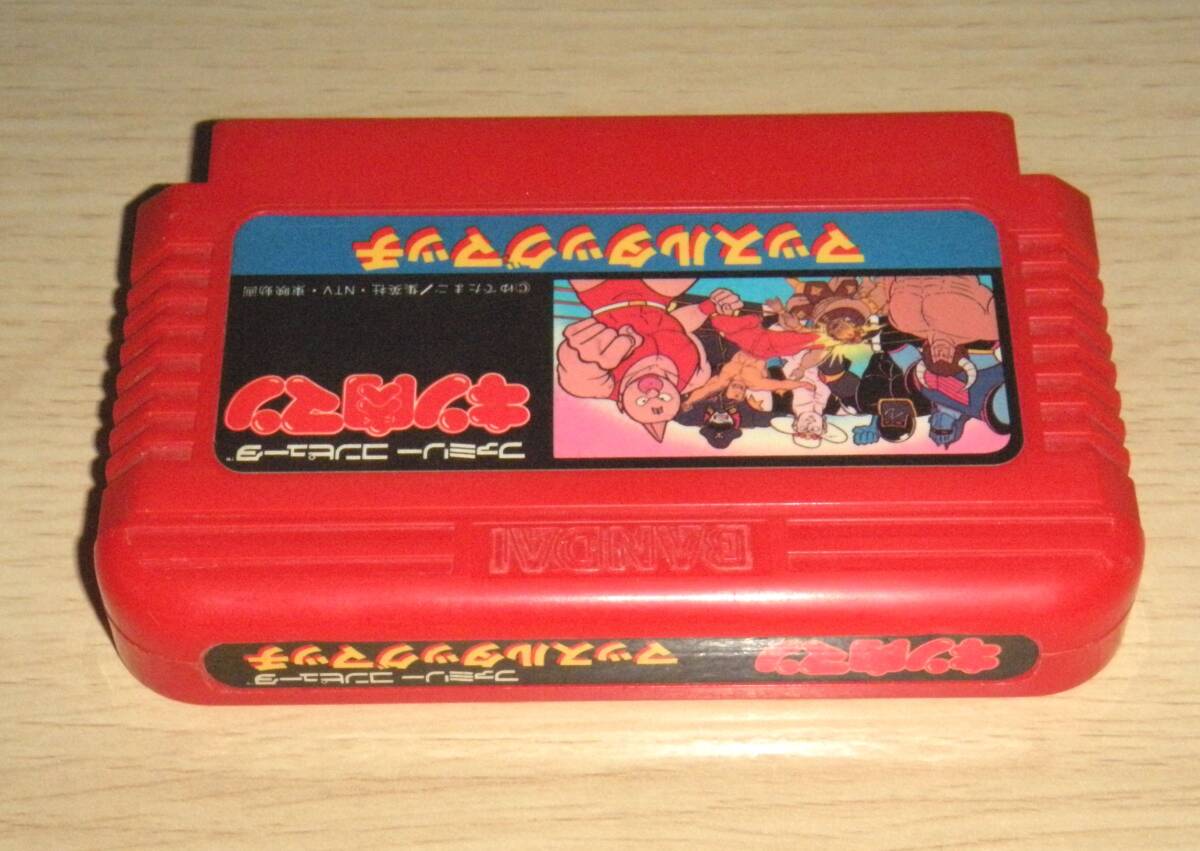 ファミリー コンピュータ™
キン肉マン
©ゆでたまご/集英社・NTV・東映動画
マッスルタッグマッチ
BANDAI
キン肉マン
ファミリー コンピュータ
マッスルタッグマッチ